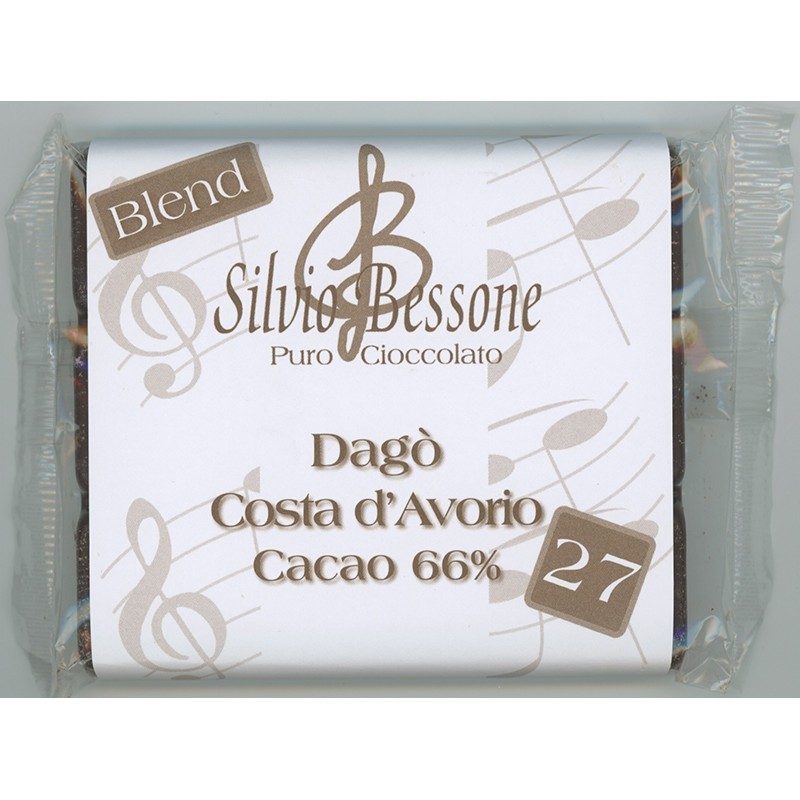 Blend
Silvio Bessone
Puro Cioccolato
Dagò
Costa d'Avorio
Cacao 66%
27